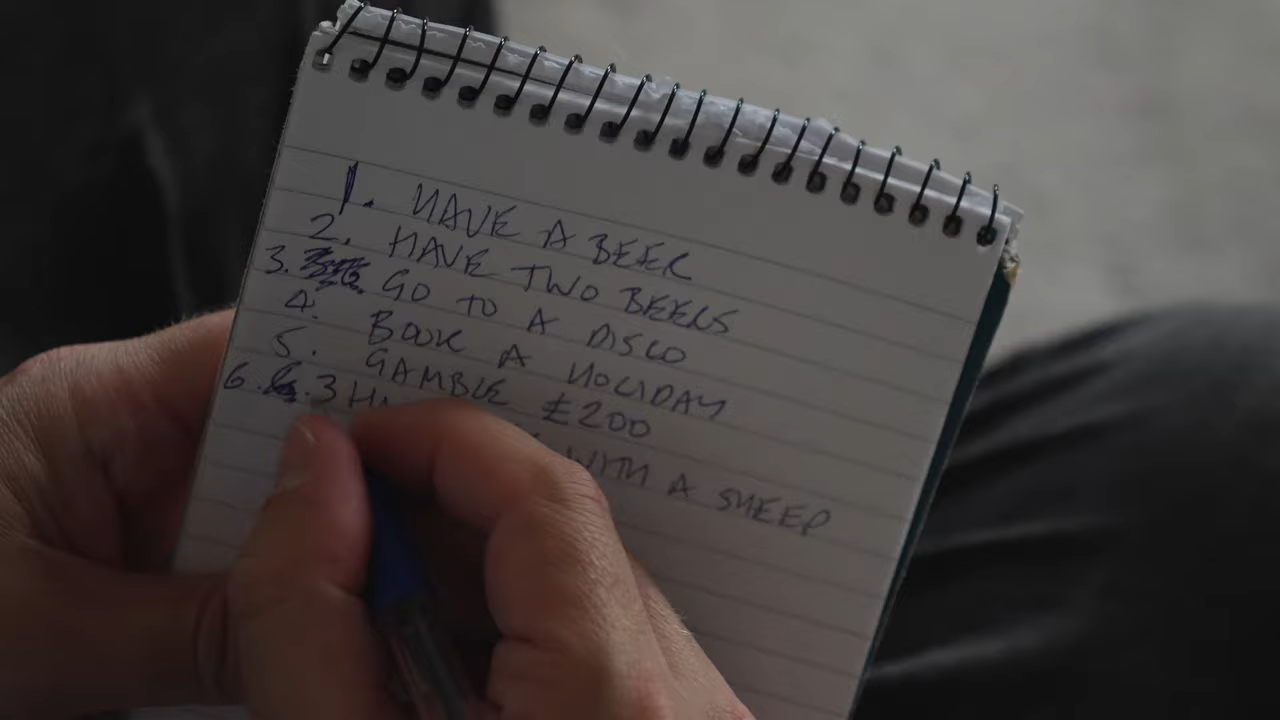 1. HAVE A BEER
2. HAVE TWO BEERS
3. GO TO A DISCO
4. BOOK A HOLIDAY
5. GAMBLE £200
6. 3 WITH A SHEEP